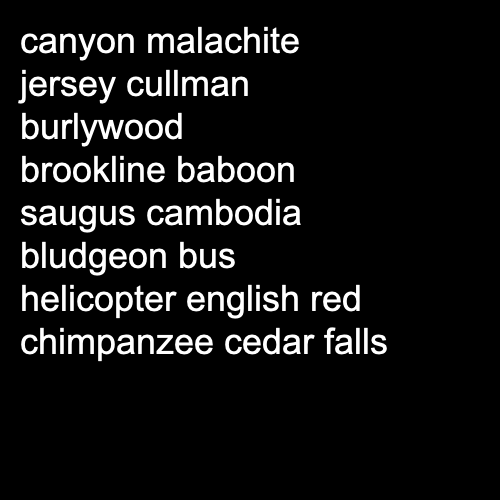 canyon malachite
jersey cullman
burlywood
brookline baboon
saugus cambodia
bludgeon bus
helicopter english red
chimpanzee cedar falls